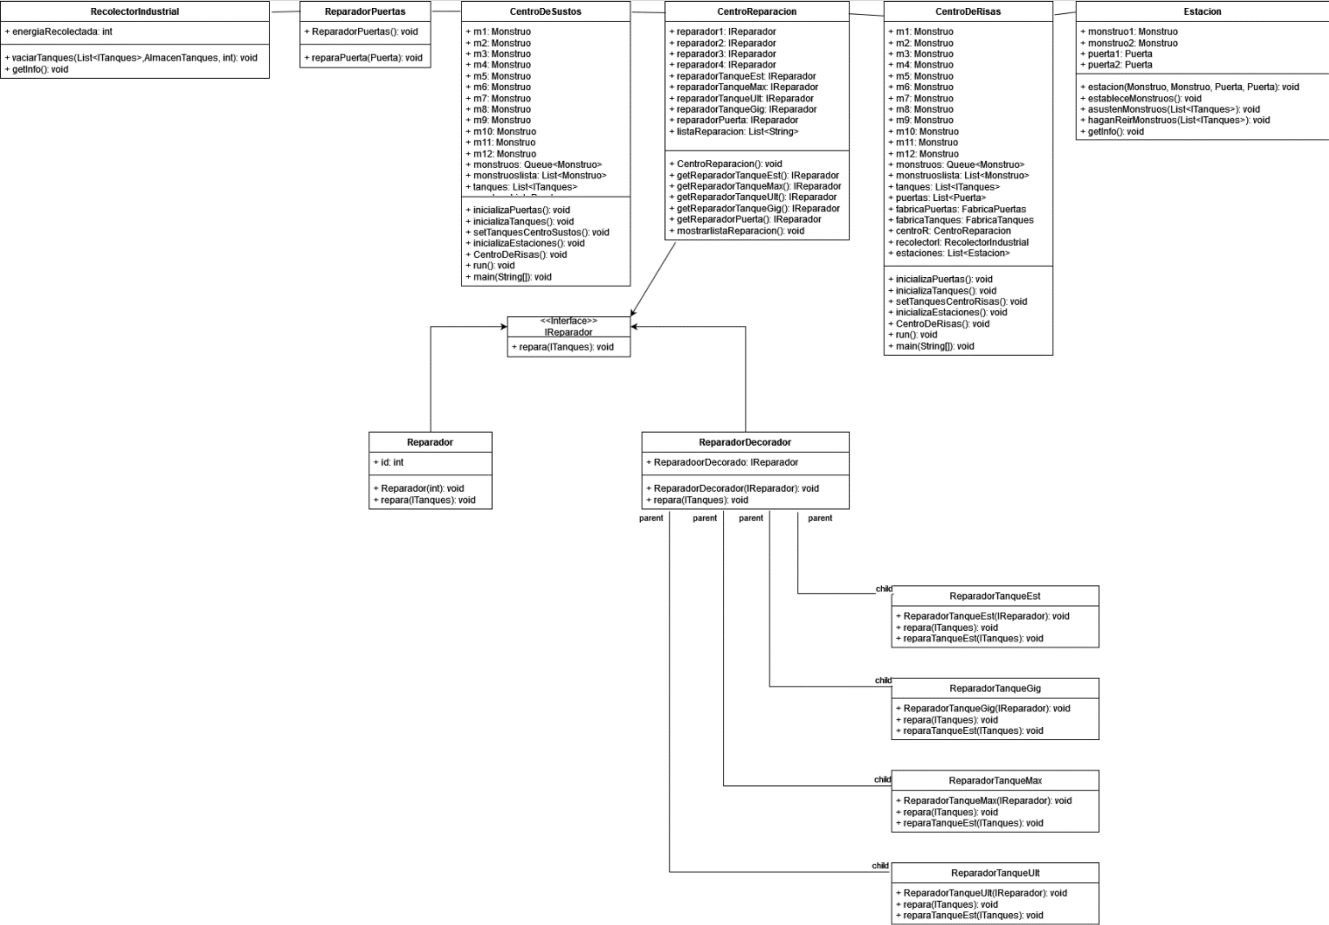 RecolectorIndustrial
+ energiaRecolectada: int
+ vaciarTanques(List<ITanques>,AlmacenTanques, int): void
+ getInfo(): void
ReparadorPuertas
+ ReparadorPuertas(): void
+ reparaPuerta(Puerta): void
CentroDeSustos
+ m1: Monstruo
+ m2: Monstruo
+ m3: Monstruo
+ m4: Monstruo
+ m5: Monstruo
+ m6: Monstruo
+ m7: Monstruo
+ m8: Monstruo
+ m9: Monstruo
+ m10: Monstruo
+ m11: Monstruo
+ m12: Monstruo
+ monstruos: Queue<Monstruo>
+ monstruoslista: List<Monstruo>
+ tanques: List<ITanques>
+ inicializaPuertas(): void
+ inicializaTanques(): void
+ setTanquesCentroSustos(): void
+ inicializaEstaciones(): void
+ CentroDeRisas(): void
+ run(): void
+ main(String[]): void
CentroReparacion
+ reparador1: IReparador
+ reparador2: IReparador
+ reparador3: IReparador
+ reparador4: IReparador
+ reparadorTanqueEst: IReparador
+ reparadorTanqueMax: IReparador
+ reparadorTanqueUlt: IReparador
+ reparadorTanqueGig: IReparador
+ reparadorPuerta: IReparador
+ listaReparacion: List<String>
+ CentroReparacion(): void
+ getReparadorTanqueEst(): IReparador
+ getReparadorTanqueMax(): IReparador
+ getReparadorTanqueUlt(): IReparador
+ getReparadorTanqueGig(): IReparador
+ getReparadorPuerta(): IReparador
+ mostrarlistaReparacion(): void
CentroDeRisas
+ m1: Monstruo
+ m2: Monstruo
+ m3: Monstruo
+ m4: Monstruo
+ m5: Monstruo
+ m6: Monstruo
+ m7: Monstruo
+ m8: Monstruo
+ m9: Monstruo
+ m10: Monstruo
+ m11: Monstruo
+ m12: Monstruo
+ monstruos: Queue<Monstruo>
+ monstruoslista: List<Monstruo>
+ tanques: List<ITanques>
+ puertas: List<Puerta>
+ fabricaPuertas: FabricaPuertas
+ fabricaTanques: FabricaTanques
+ centroR: CentroReparacion
+ recolectorI: RecolectorIndustrial
+ estaciones: List<Estacion>
+ inicializaPuertas(): void
+ inicializaTanques(): void
+ setTanquesCentroRisas(): void
+ inicializaEstaciones(): void
+ CentroDeRisas(): void
+ run(): void
+ main(String[]): void
Estacion
+ monstruo1: Monstruo
+ monstruo2: Monstruo
+ puerta1: Puerta
+ puerta2: Puerta
+ estacion(Monstruo, Monstruo, Puerta, Puerta): void
+ estableceMonstruos(): void
+ asustenMonstruos(List<ITanques>): void
+ haganReirMonstruos(List<ITanques>): void
+ getInfo(): void
<<Interface>>
IReparador
+ repara(ITanques): void
Reparador
+ id: int
+ Reparador(int): void
+ repara(ITanques): void
ReparadorDecorador
+ ReparadoorDecorado: IReparador
+ ReparadorDecorador(IReparador): void
+ repara(ITanques): void
parent
parent
parent
parent
child
ReparadorTanqueEst
+ ReparadorTanqueEst(IReparador): void
+ repara(ITanques): void
+ reparaTanqueEst(ITanques): void
child
ReparadorTanqueGig
+ ReparadorTanqueGig(IReparador): void
+ repara(ITanques): void
+ reparaTanqueEst(ITanques): void
child
ReparadorTanqueMax
+ ReparadorTanqueMax(IReparador): void
+ repara(ITanques): void
+ reparaTanqueEst(ITanques): void
child
ReparadorTanqueUlt
+ ReparadorTanqueUlt(IReparador): void
+ repara(ITanques): void
+ reparaTanqueEst(ITanques): void